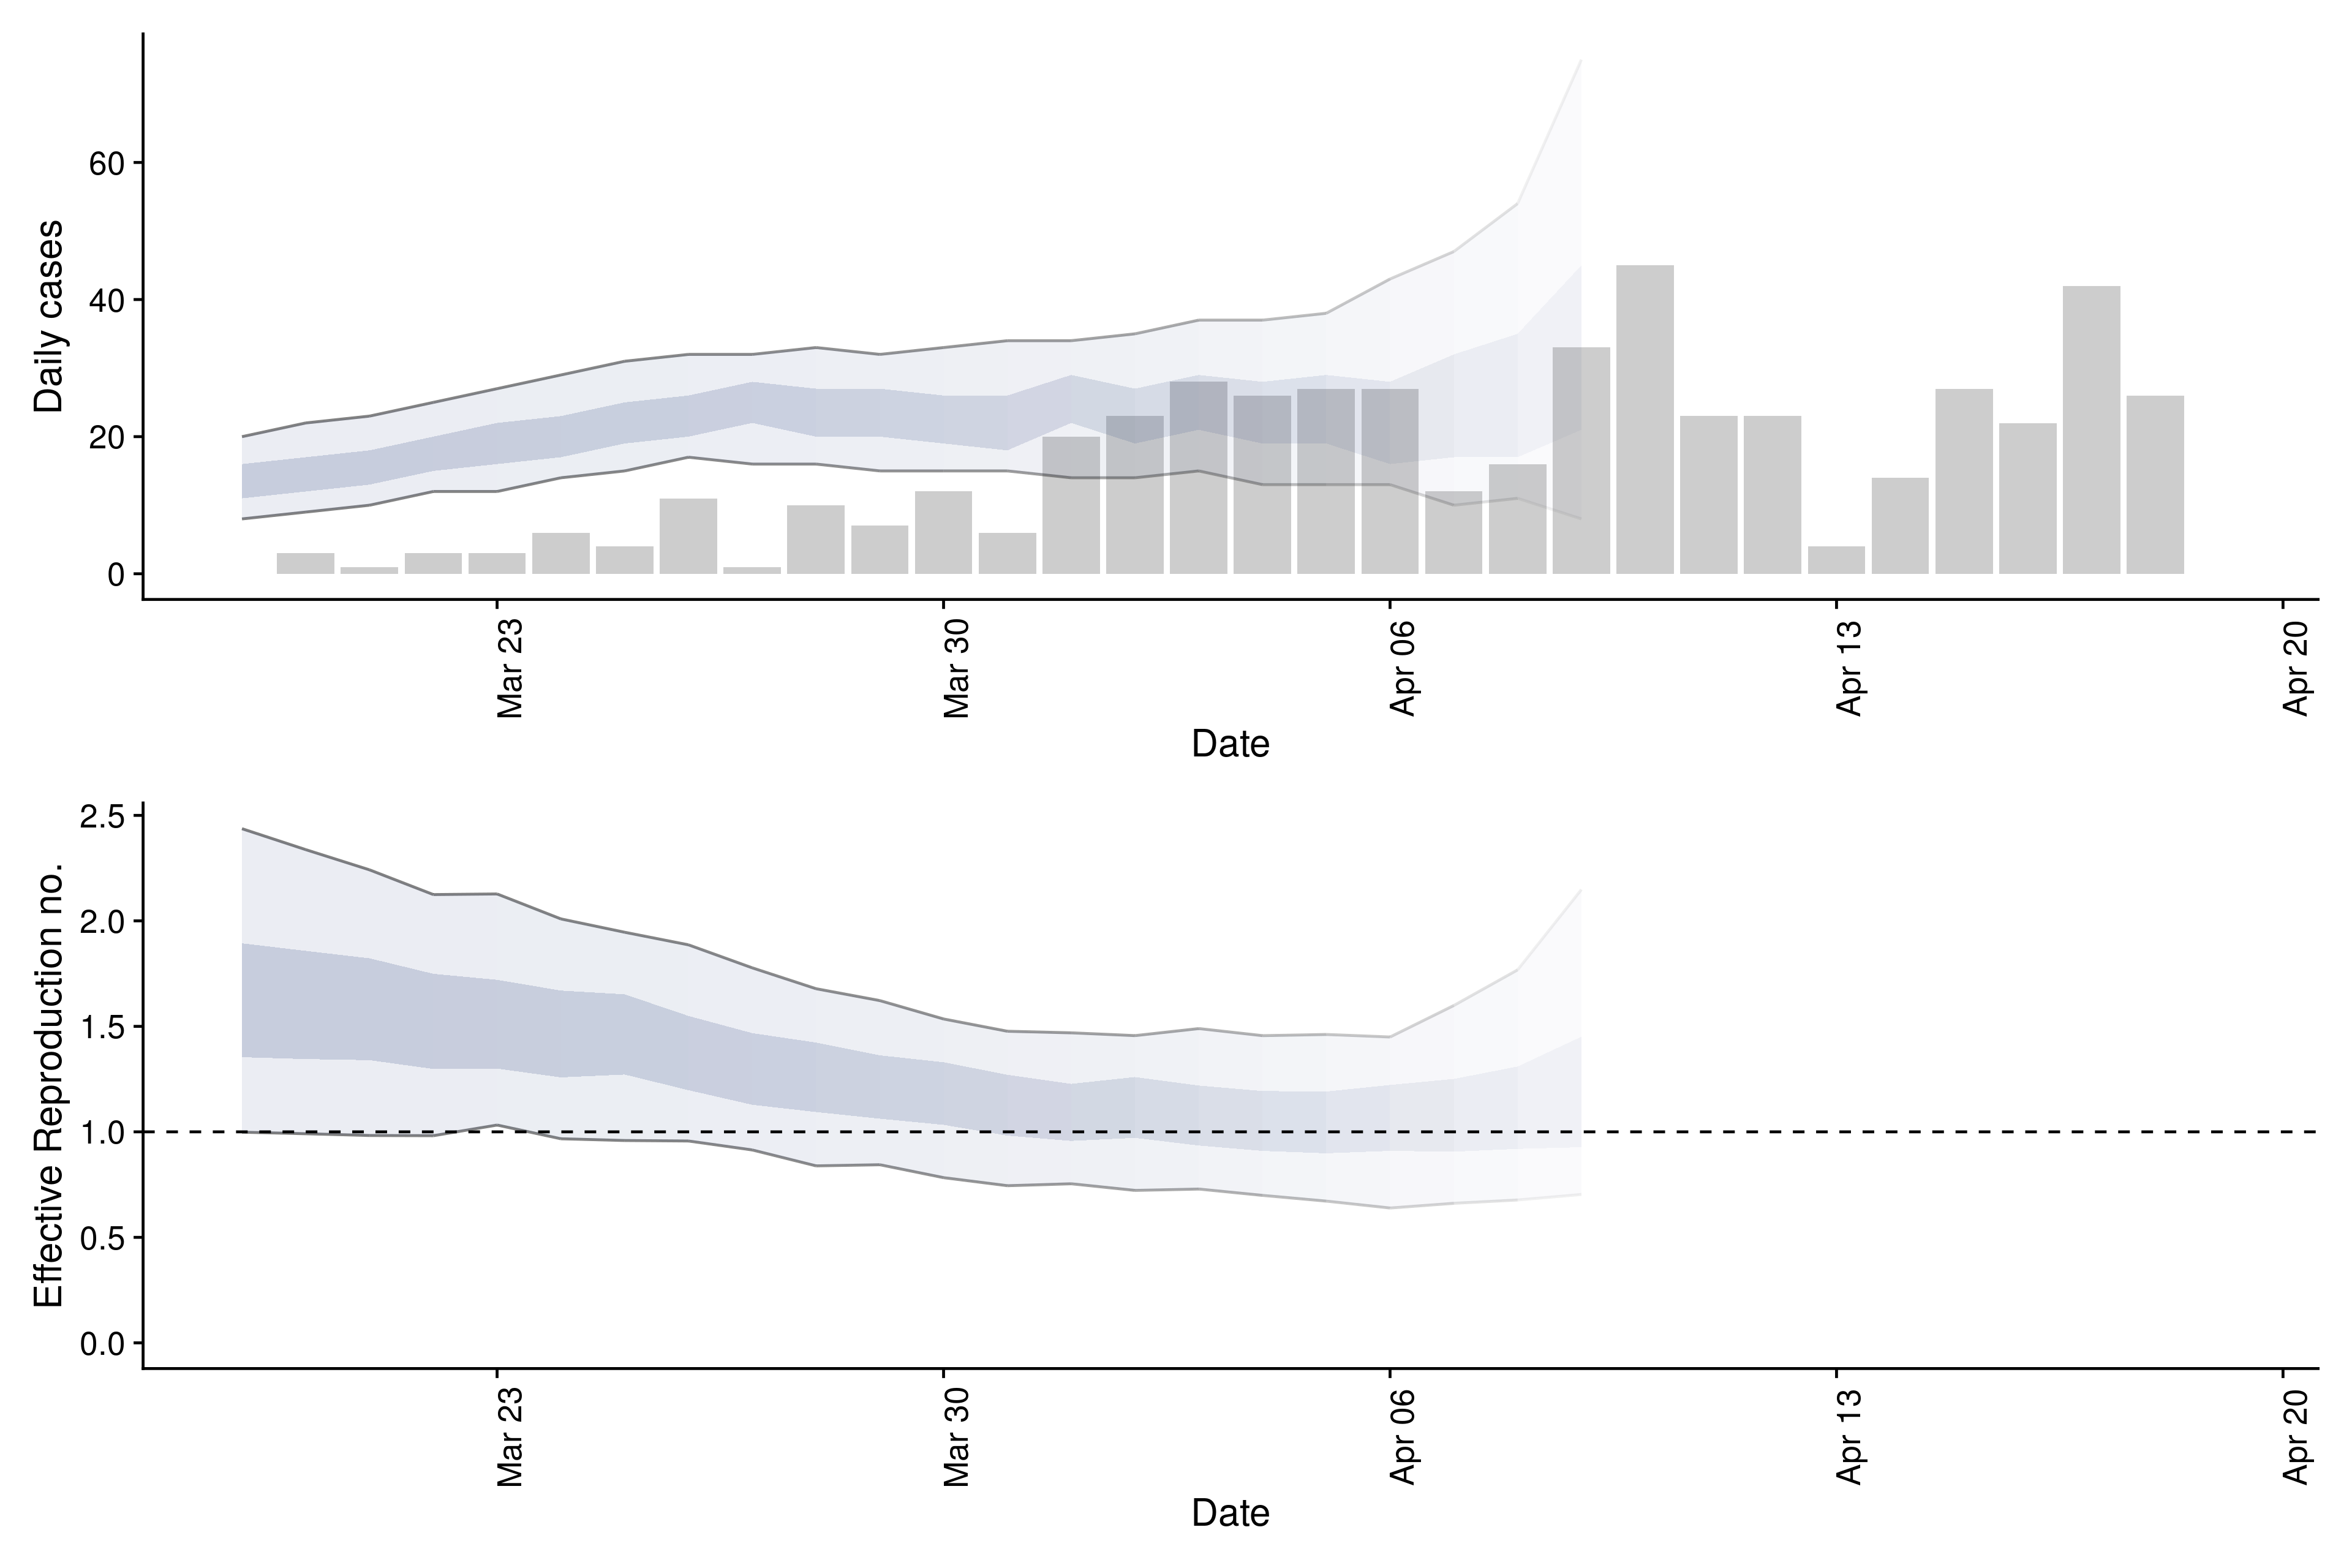 Daily cases
60
40
20
0
Mar 23
Mar 30
Apr 06
Apr 13
Apr 20
Date
Effective Reproduction no.
2.5
2.0
1.5
1.0
0.5
0.0
Mar 23
Mar 30
Apr 06
Apr 13
Apr 20
Date